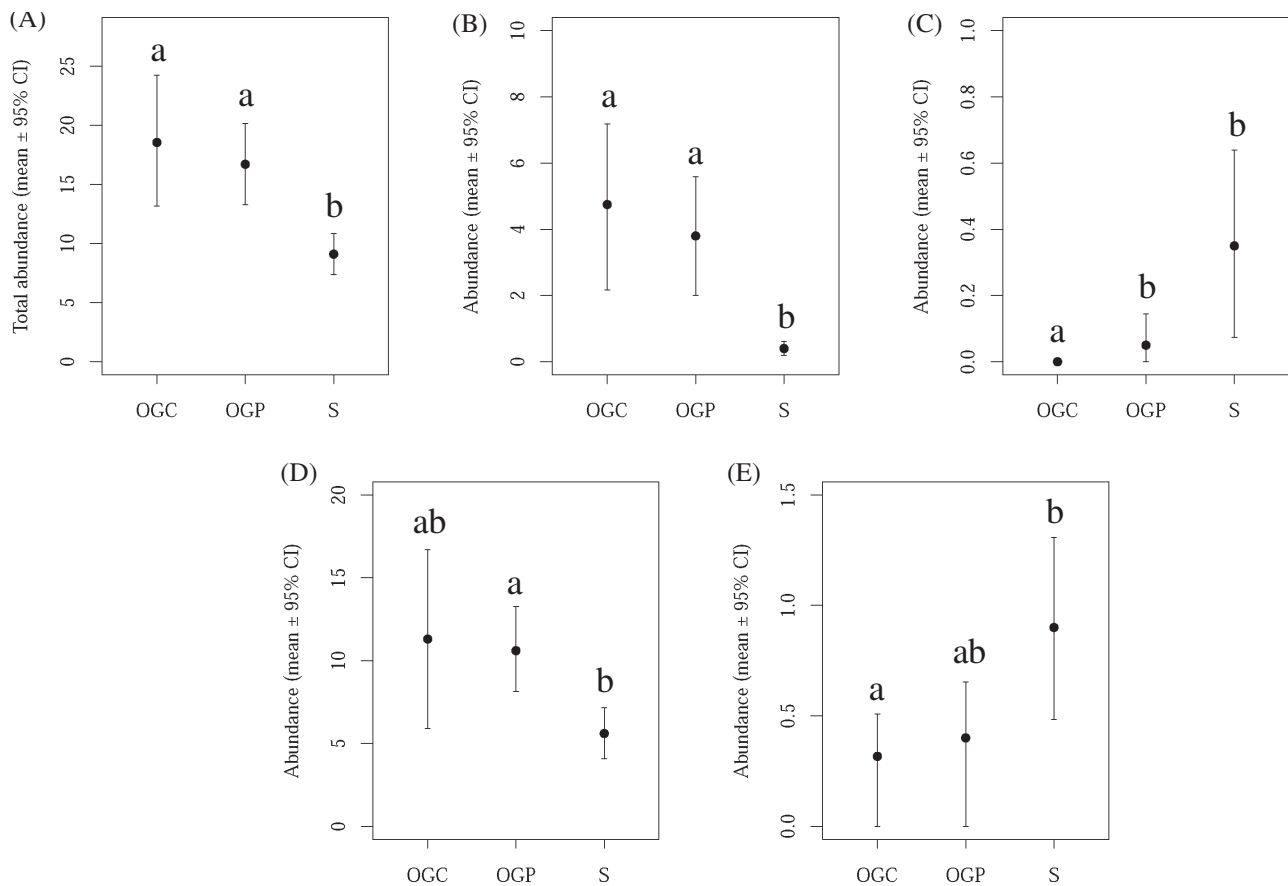 (A)
Total abundance (mean ± 95% CI)
25
20
15
10
5
0
a
a
b
OGC OGP S
(B)
Abundance (mean ± 95% CI)
10
8
6
4
2
0
a
a
b
OGC OGP S
(C)
Abundance (mean ± 95% CI)
1.0
0.8
0.6
0.4
0.2
0.0
a
b
b
OGC OGP S
(D)
Abundance (mean ± 95% CI)
20
15
10
5
0
ab
a
b
OGC OGP S
(E)
Abundance (mean ± 95% CI)
1.5
1.0
0.5
0.0
a
ab
b
OGC OGP S